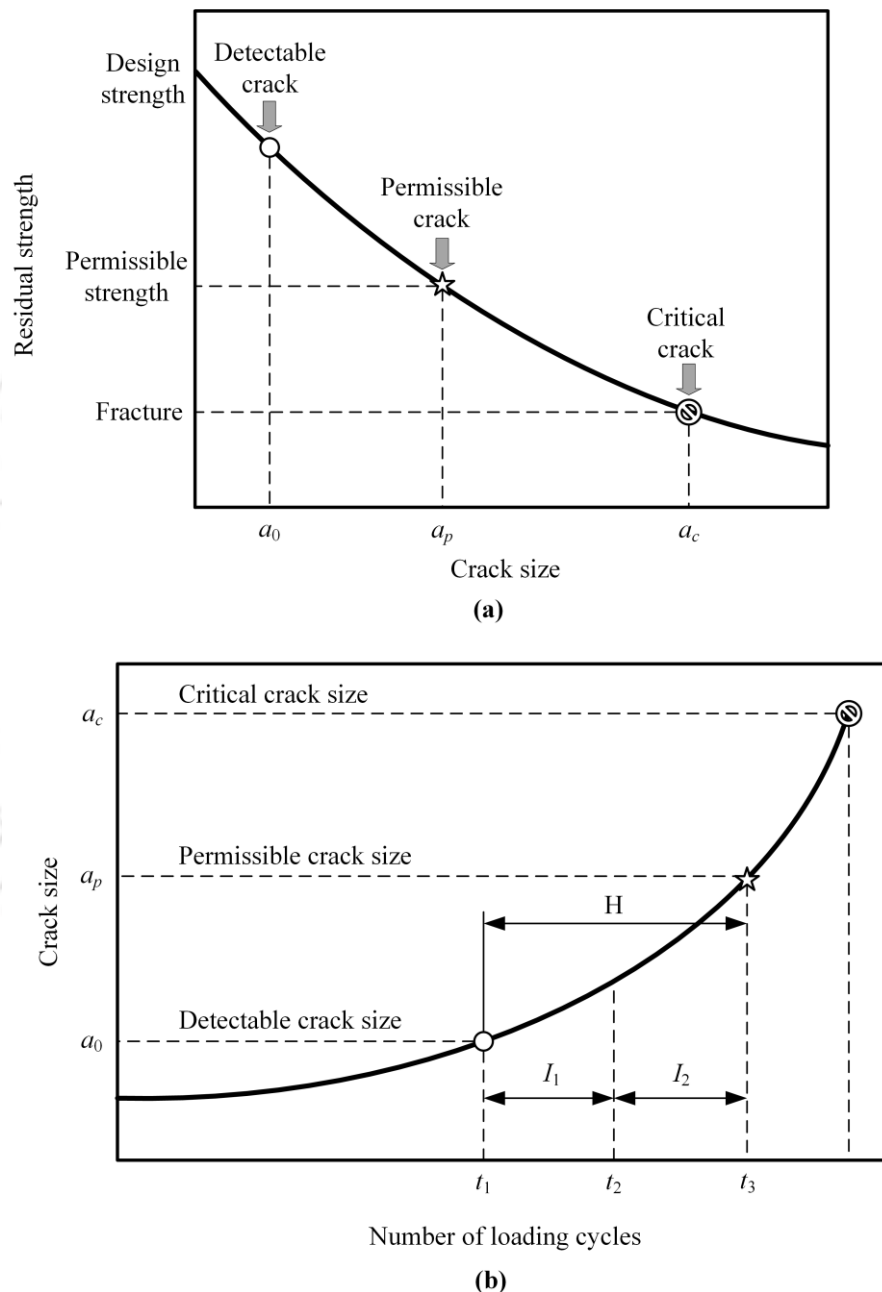 Detectable
crack
Design
strength
Permissible
crack
Residual strength
Permissible
strength
Critical
crack
Fracture
a0
ap
ac
Crack size
(a)
Critical crack size
ac
Permissible crack size
ap
H
Crack size
Detectable crack size
a0
I1
I2
t1
t2
t3
Number of loading cycles
(b)